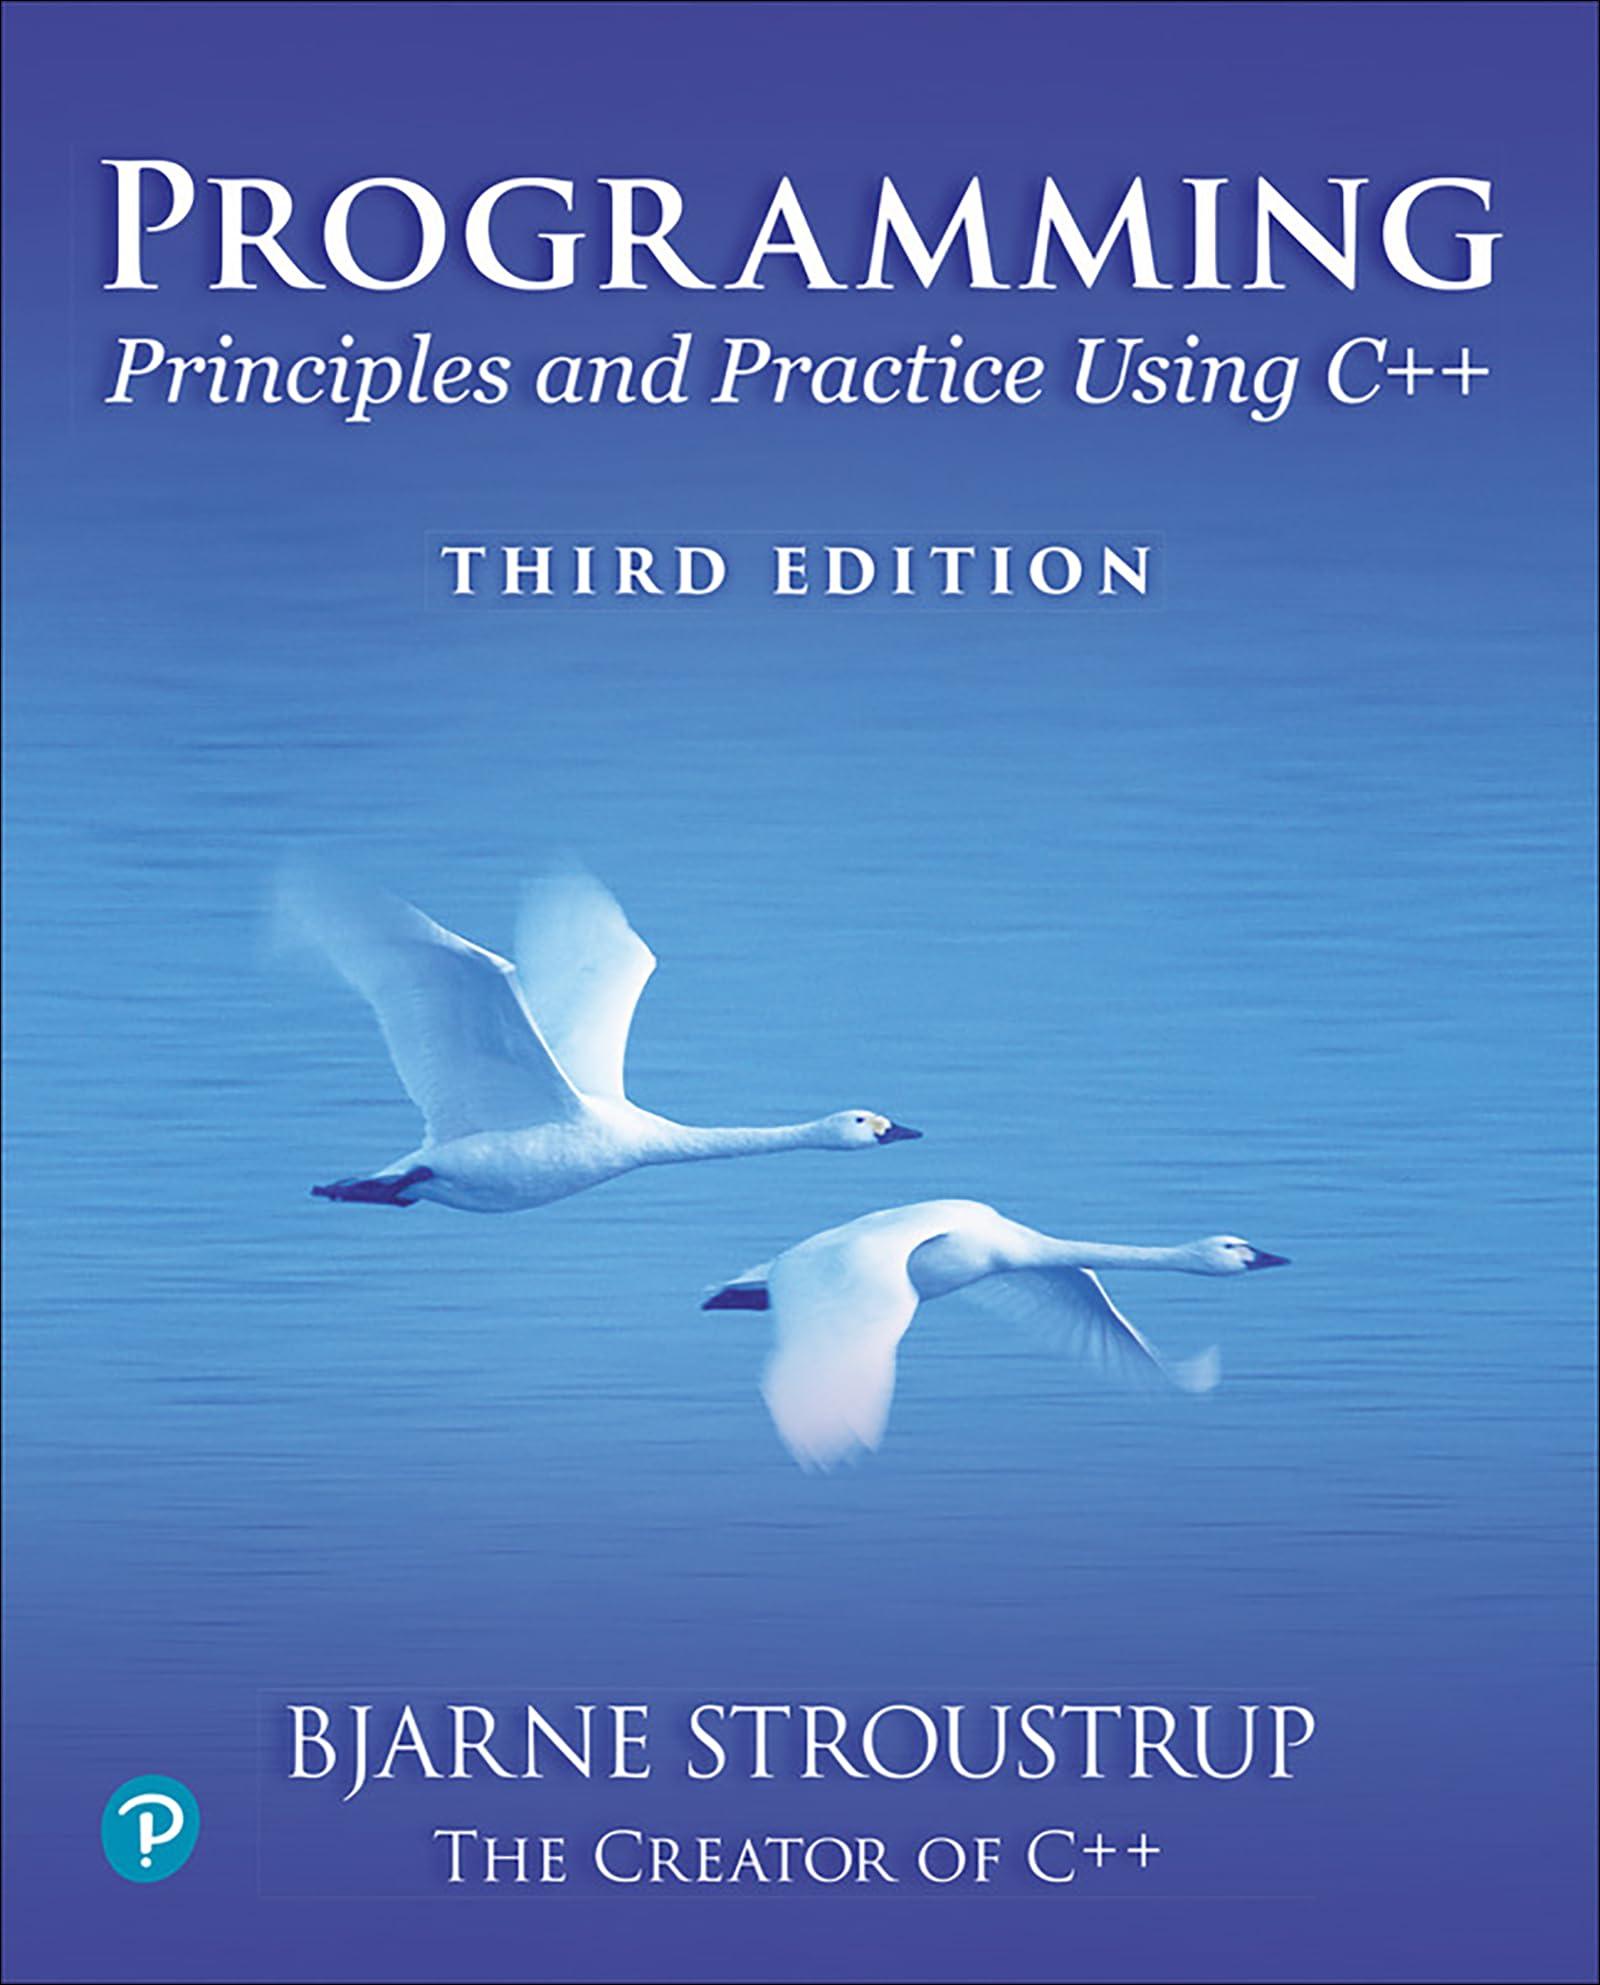 PROGRAMMING
Principles and Practice Using C++
THIRD EDITION
BJARNE STROUSTRUP
THE CREATOR OF C++
P